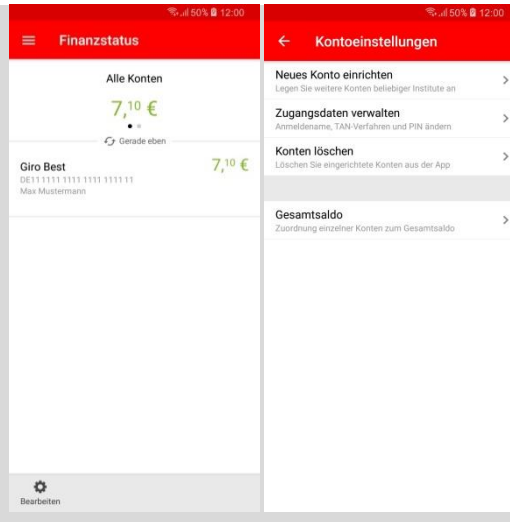 50% 12:00
Finanzstatus
Alle Konten
7,10 €
Gerade eben
Giro Best
7,10 €
DE11 1111 1111 1111 1111 11
Max Mustermann
Bearbeiten
50% 12:00
Kontoeinstellungen
Neues Konto einrichten
Legen Sie weitere Konten beliebiger Institute an
Zugangsdaten verwalten
Anmeldename, TAN-Verfahren und PIN ändern
Konten löschen
Löschen Sie eingerichtete Konten aus der App
Gesamtsaldo
Zuordnung einzelner Konten zum Gesamtsaldo